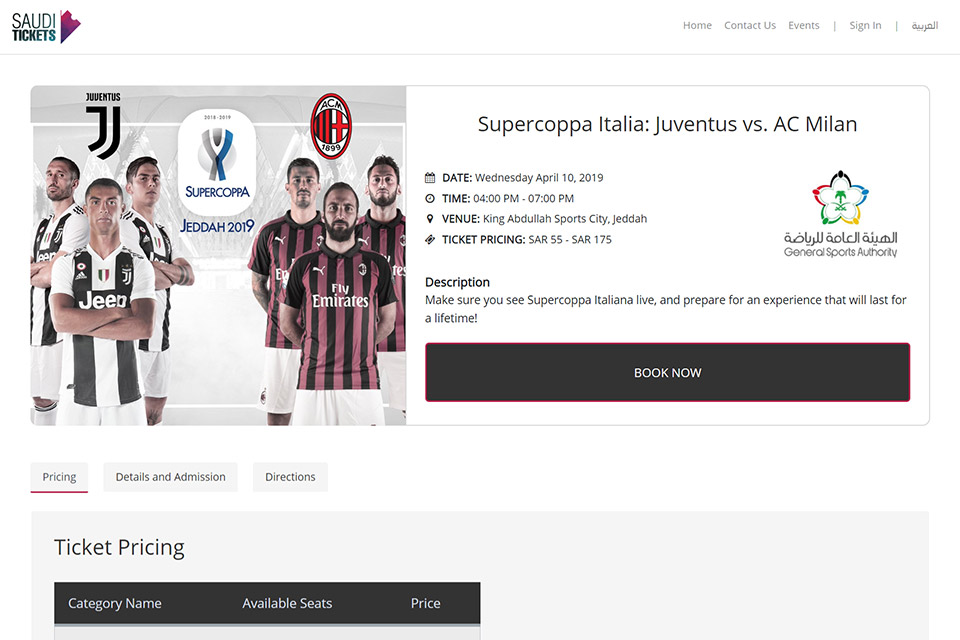 SAUDI
TICKETS
Home
Contact Us
Events
|
Sign In
|
العربية
JUVENTUS
2018-2019
SUPERCOPPA
JEDDAH 2019
ACM
1899
Jeep
Fly
Emirates
Supercoppa Italia: Juventus vs. AC Milan
DATE: Wednesday April 10, 2019
TIME: 04:00 PM - 07:00 PM
VENUE: King Abdullah Sports City, Jeddah
TICKET PRICING: SAR 55 - SAR 175
الهيئة العامة للرياضة
General Sports Authority
Description
Make sure you see Supercoppa Italiana live, and prepare for an experience that will last for
a lifetime!
BOOK NOW
Pricing
Details and Admission
Directions
Ticket Pricing
Category Name
Available Seats
Price